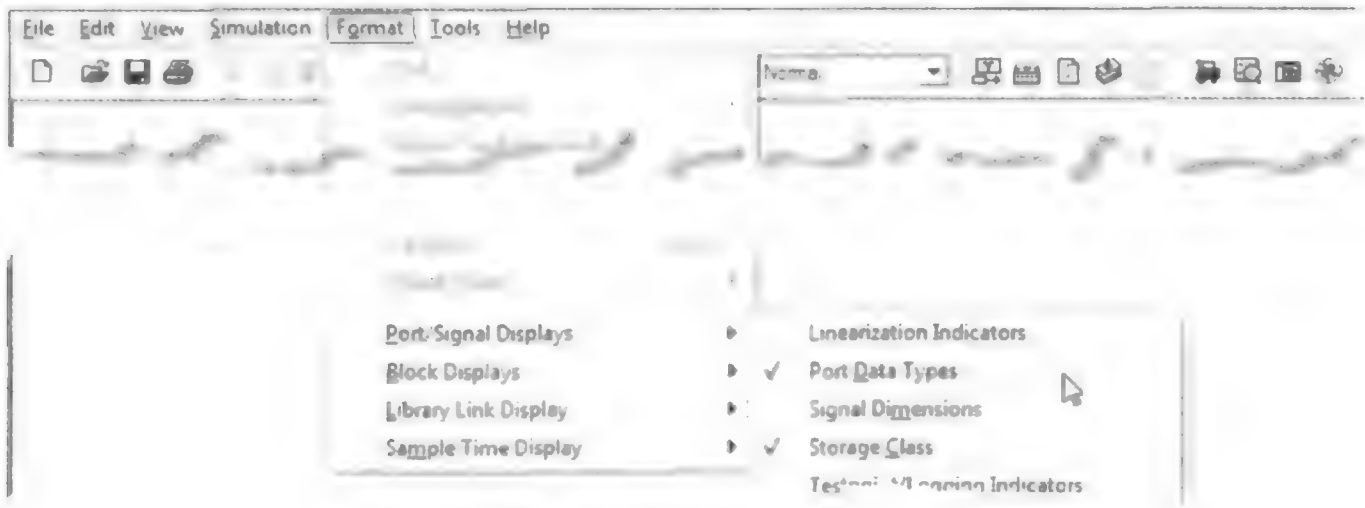 File Edit View Simulation Format Tools Help
Port/Signal Displays
Linearization Indicators
Block Displays
Port Data Types
Library Link Display
Signal Dimensions
Sample Time Display
Storage Class
Indicators